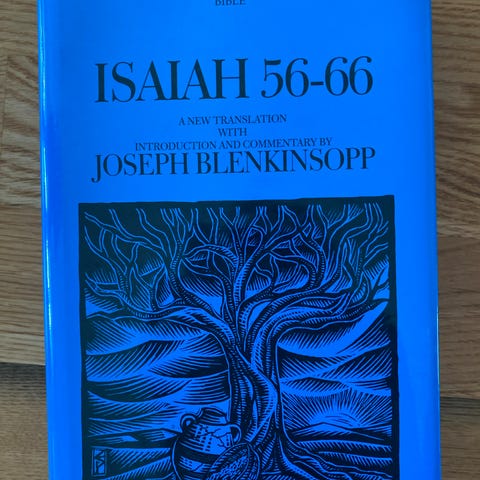 BIBLE
ISAIAH 56-66
A NEW TRANSLATION
WITH
INTRODUCTION AND COMMENTARY BY
JOSEPH BLENKINSOPP